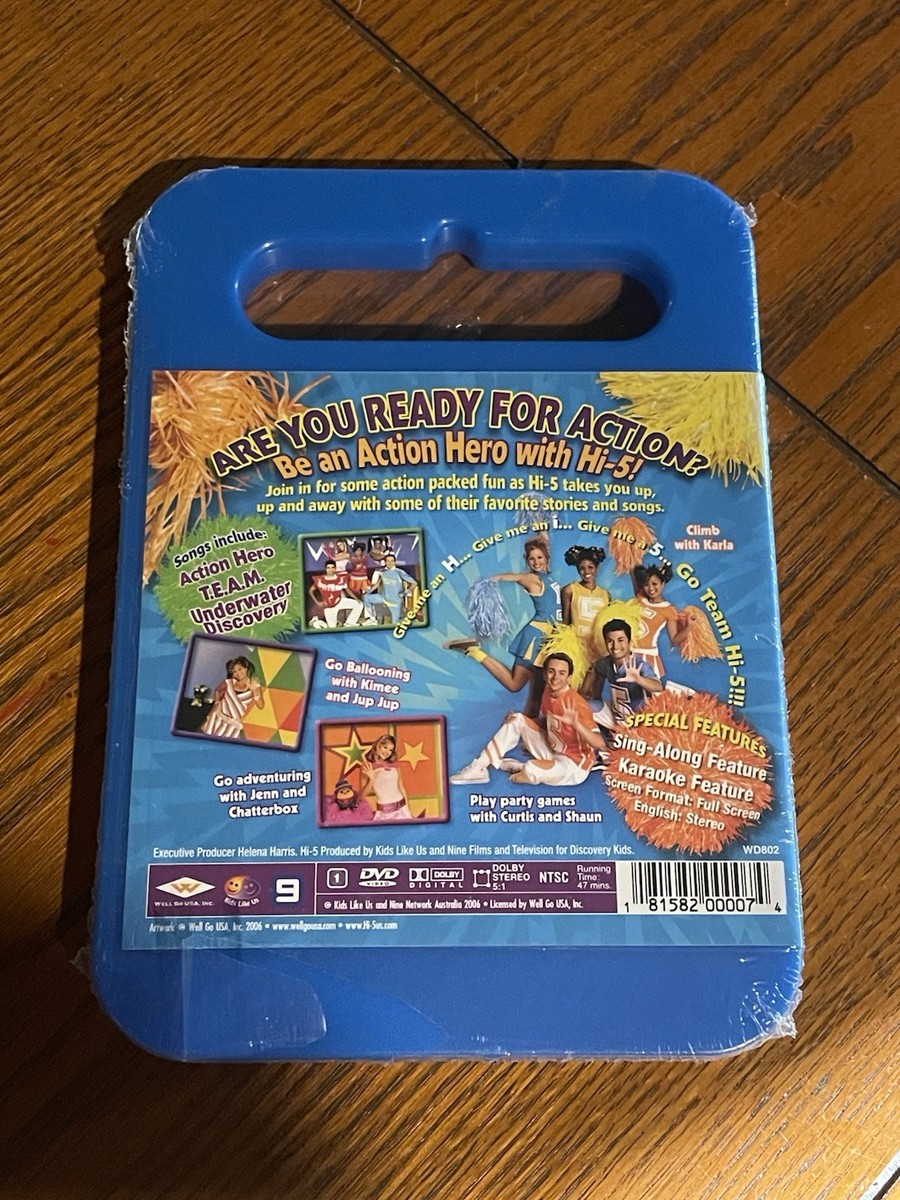 ARE YOU READY FOR ACTION?
Be an Action Hero with Hi-5!
Join in for some action packed fun as Hi-5 takes you up,
up and away with some of their favorite stories and songs.
Songs include:
Action Hero
T.E.A.M.
Underwater
Discovery
Give me an H... Give me an i... Give me a 5... Go Team Hi-5!!!
Climb
with Karla
Go Ballooning
with Kimee
and Jup Jup
Go adventuring
with Jenn and
Chatterbox
Play party games
with Curtis and Shaun
SPECIAL FEATURES
Sing-Along Feature
Karaoke Feature
Screen Format: Full Screen
English: Stereo
Executive Producer Helena Harris. Hi-5 Produced by Kids Like Us and Nine Films and Television for Discovery Kids.
WD802
WELL GO USA, INC.
Kids Like Us
9
1
DVD
VIDEO
DOLBY
DIGITAL
DOLBY
STEREO
5:1
NTSC
Running
Time:
47 mins.
© Kids Like Us and Nine Network Australia 2006 • Licensed by Well Go USA, Inc.
1 81582 00007 4
Artwork © Well Go USA, Inc. 2006 • www.wellgousa.com • www.Hi-5us.com